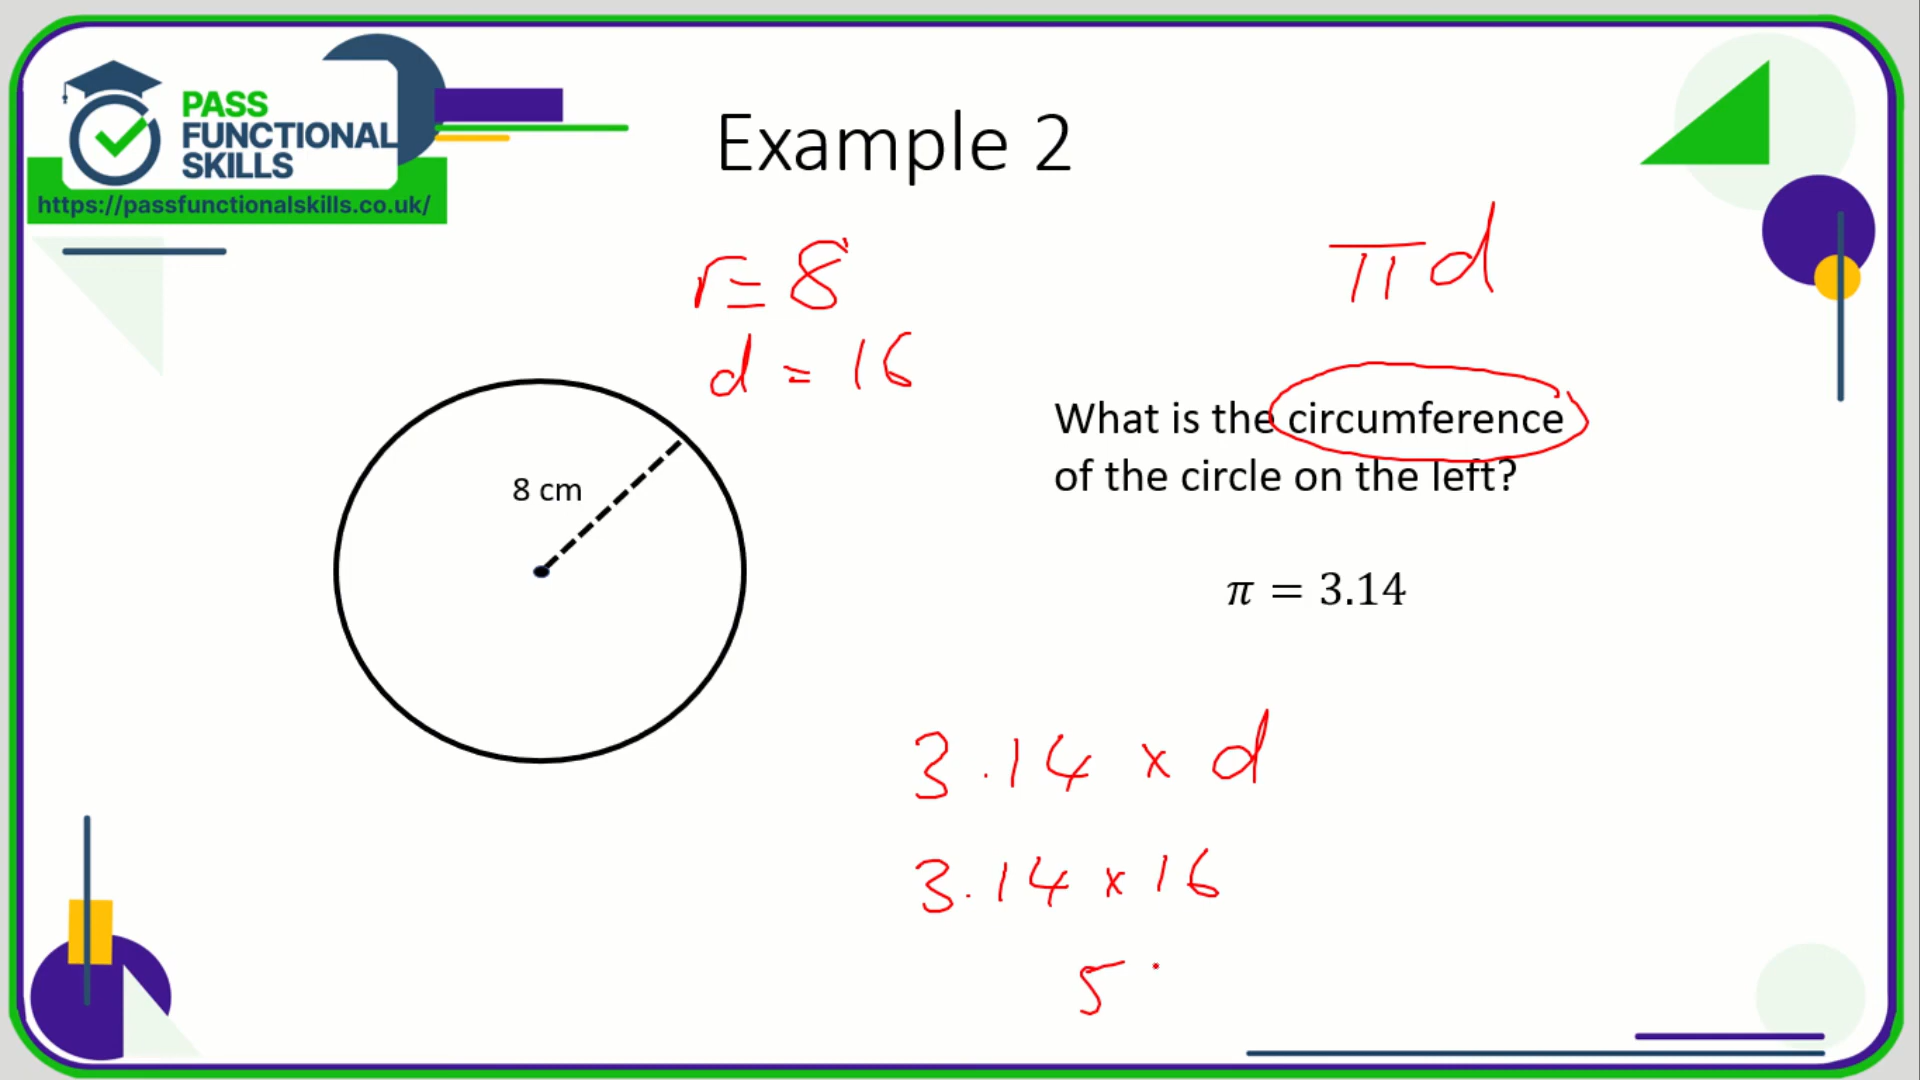 PASS
FUNCTIONAL
SKILLS
https://passfunctionalskills.co.uk/
Example 2
r = 8
d = 16
πd
8 cm
What is the circumference
of the circle on the left?
π = 3.14
3.14 × d
3.14 × 16
5